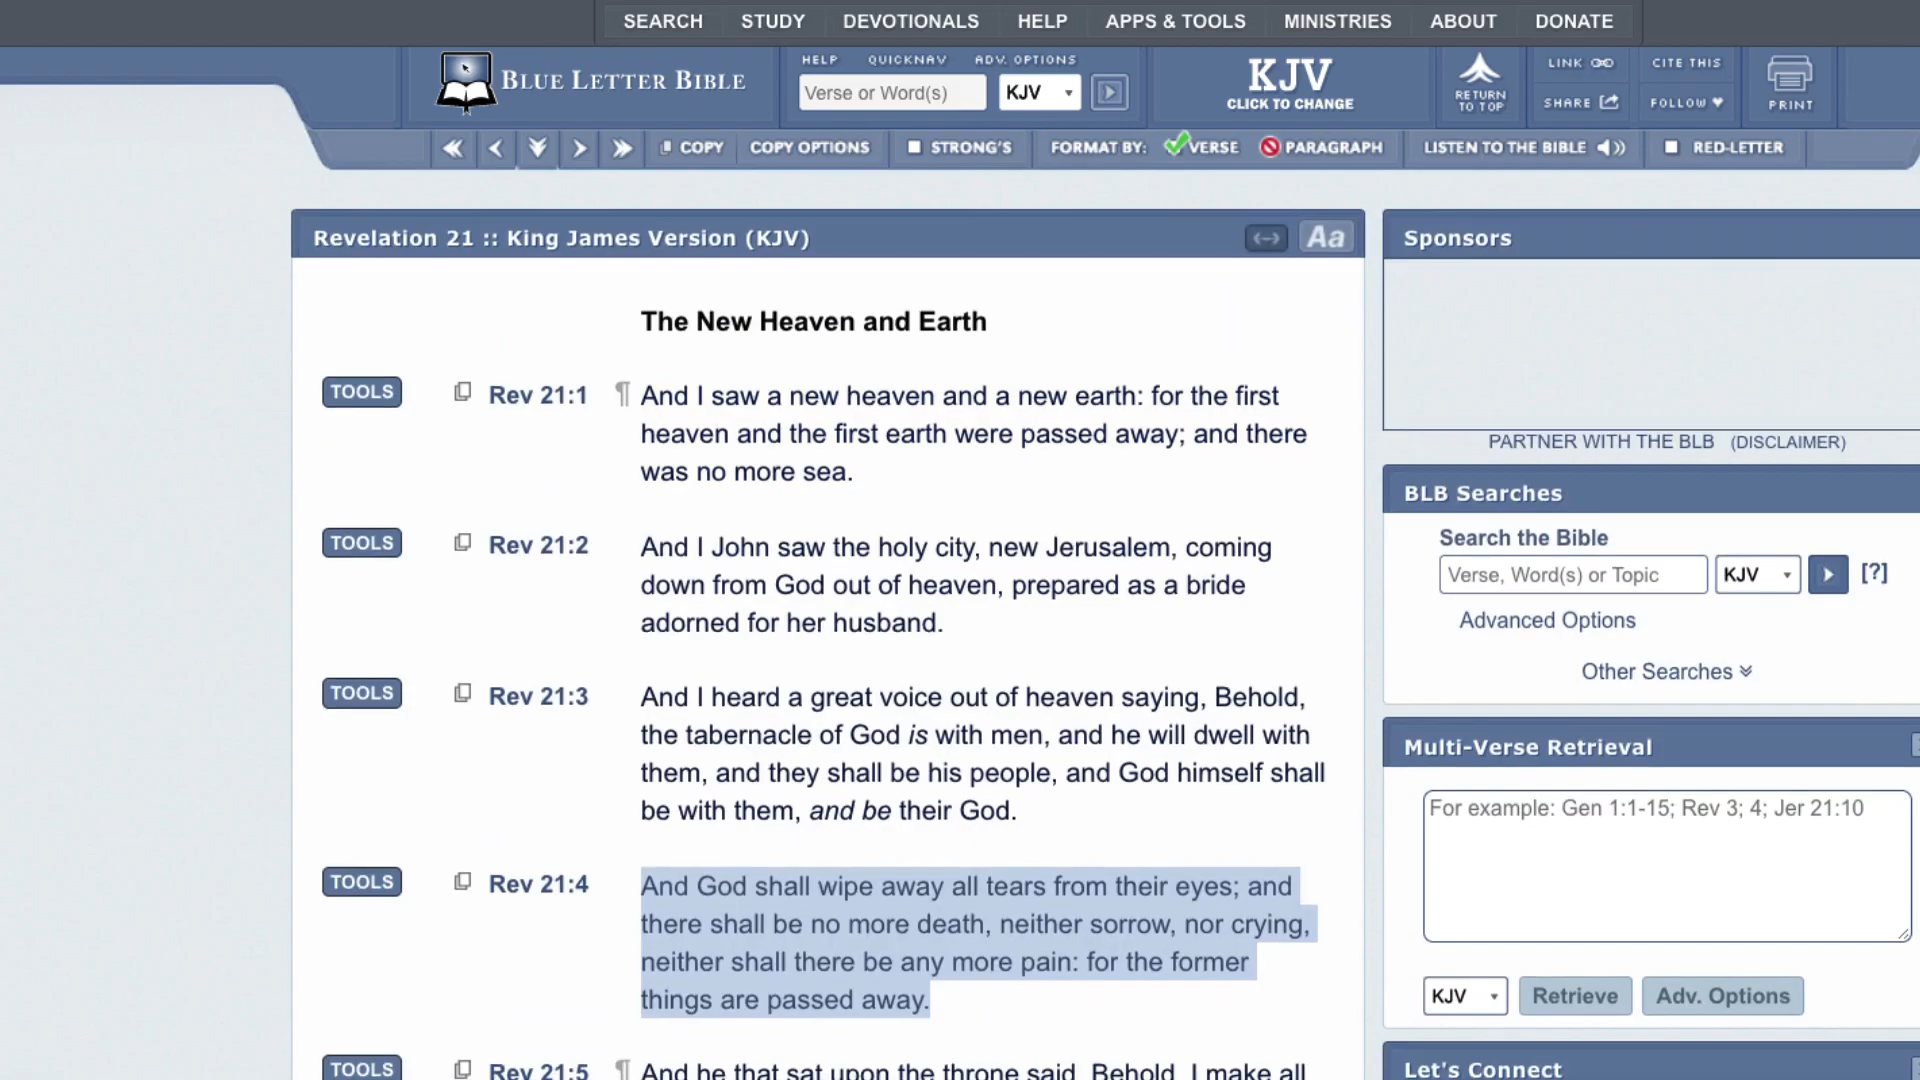 SEARCH STUDY DEVOTIONALS HELP APPS & TOOLS MINISTRIES ABOUT DONATE
BLUE LETTER BIBLE
HELP QUICKNAV ADV. OPTIONS
Verse or Word(s) KJV
KJV
CLICK TO CHANGE
RETURN
TO TOP
LINK
SHARE
CITE THIS
FOLLOW ♥
PRINT
COPY COPY OPTIONS STRONG'S FORMAT BY: VERSE PARAGRAPH LISTEN TO THE BIBLE RED-LETTER
Revelation 21 :: King James Version (KJV) Aa
The New Heaven and Earth
TOOLS Rev 21:1 ¶ And I saw a new heaven and a new earth: for the first
heaven and the first earth were passed away; and there
was no more sea.
TOOLS Rev 21:2 And I John saw the holy city, new Jerusalem, coming
down from God out of heaven, prepared as a bride
adorned for her husband.
TOOLS Rev 21:3 And I heard a great voice out of heaven saying, Behold,
the tabernacle of God is with men, and he will dwell with
them, and they shall be his people, and God himself shall
be with them, and be their God.
TOOLS Rev 21:4 And God shall wipe away all tears from their eyes; and
there shall be no more death, neither sorrow, nor crying,
neither shall there be any more pain: for the former
things are passed away.
TOOLS Rev 21:5 ¶ And he that sat upon the throne said, Behold, I make all
Sponsors
PARTNER WITH THE BLB (DISCLAIMER)
BLB Searches
Search the Bible
Verse, Word(s) or Topic KJV [?]
Advanced Options
Other Searches
Multi-Verse Retrieval
For example: Gen 1:1-15; Rev 3; 4; Jer 21:10
KJV Retrieve Adv. Options
Let's Connect